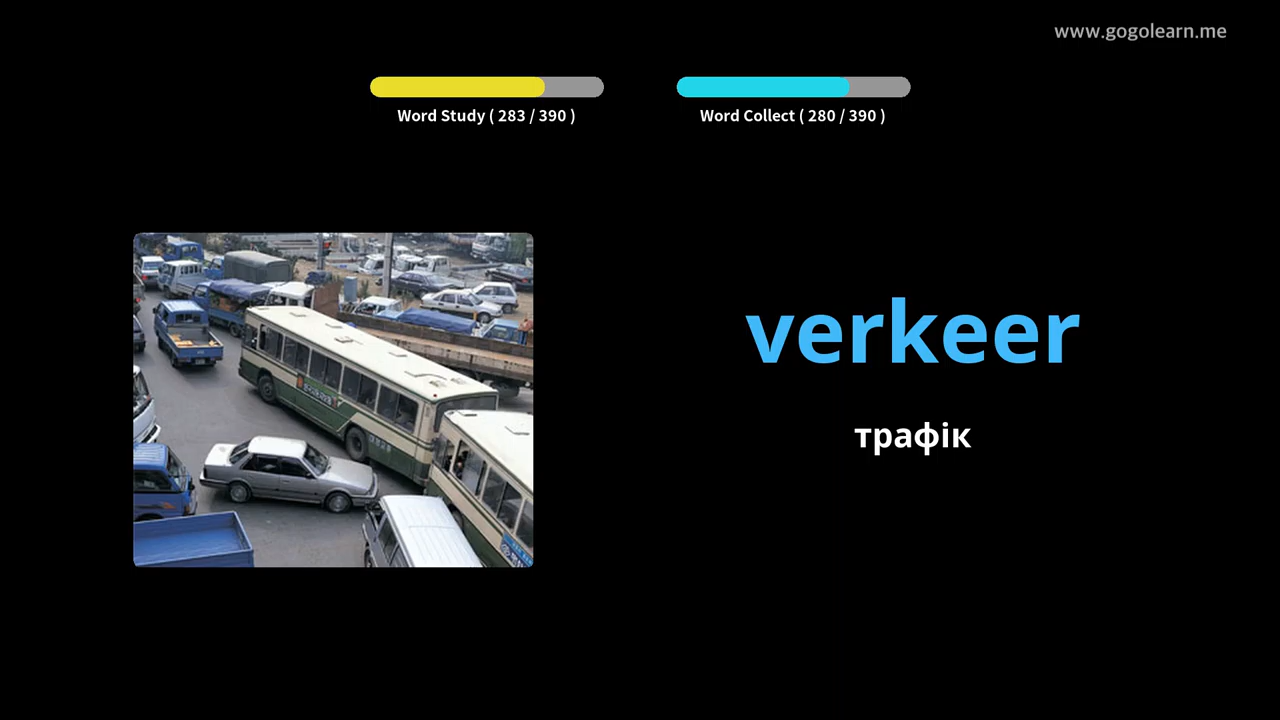 www.gogolearn.me
Word Study ( 283 / 390 )
Word Collect ( 280 / 390 )
verkeer
трафік